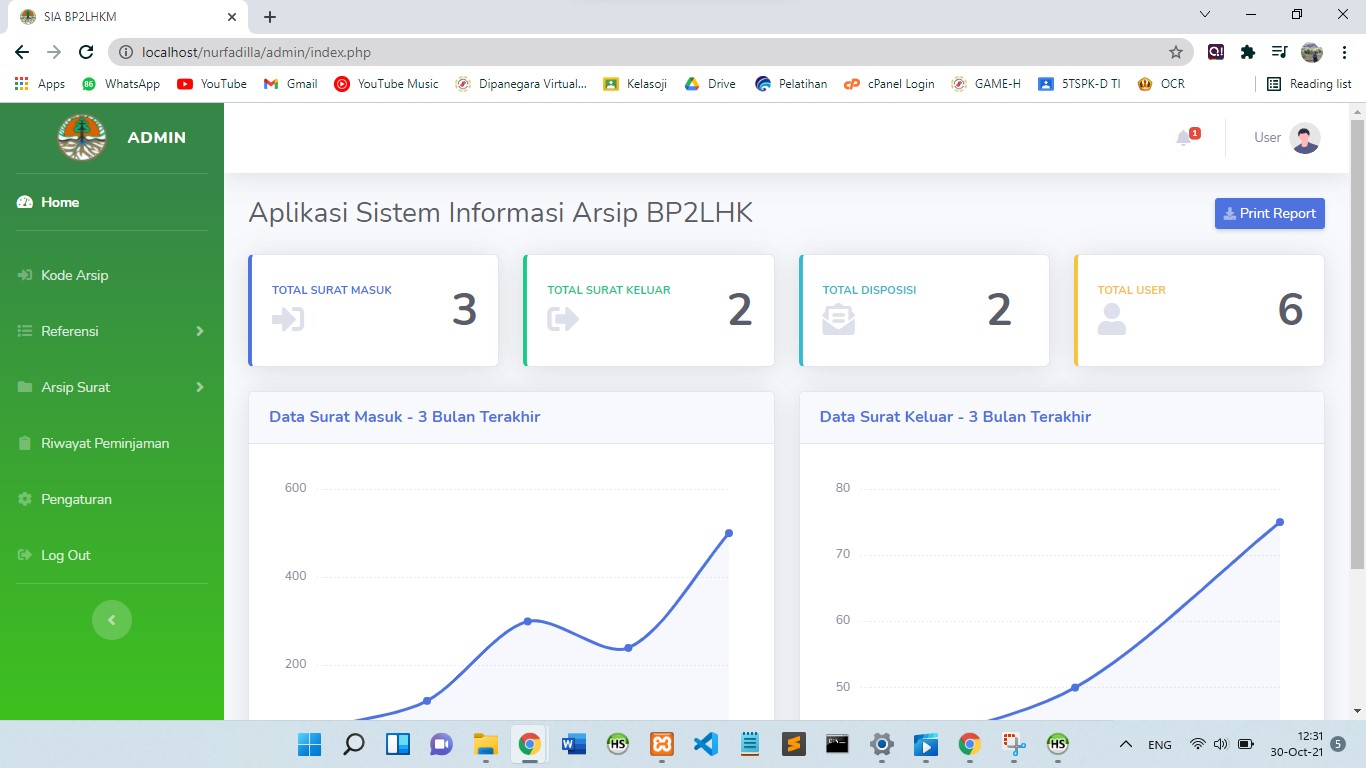 SIA BP2LHKM
localhost/nurfadilla/admin/index.php
Apps
86
WhatsApp
YouTube
Gmail
YouTube Music
Dipanegara Virtual...
Kelasoji
Drive
Pelatihan
cPanel Login
GAME-H
5TSPK-D TI
OCR
Reading list
ADMIN
1
User
Home
Aplikasi Sistem Informasi Arsip BP2LHK
Print Report
Kode Arsip
Referensi
Arsip Surat
Riwayat Peminjaman
Pengaturan
Log Out
TOTAL SURAT MASUK
3
TOTAL SURAT KELUAR
2
TOTAL DISPOSISI
2
TOTAL USER
6
Data Surat Masuk - 3 Bulan Terakhir
600
400
200
Data Surat Keluar - 3 Bulan Terakhir
80
70
60
50
W
HS
HS
ENG
12:31
30-Oct-21
5